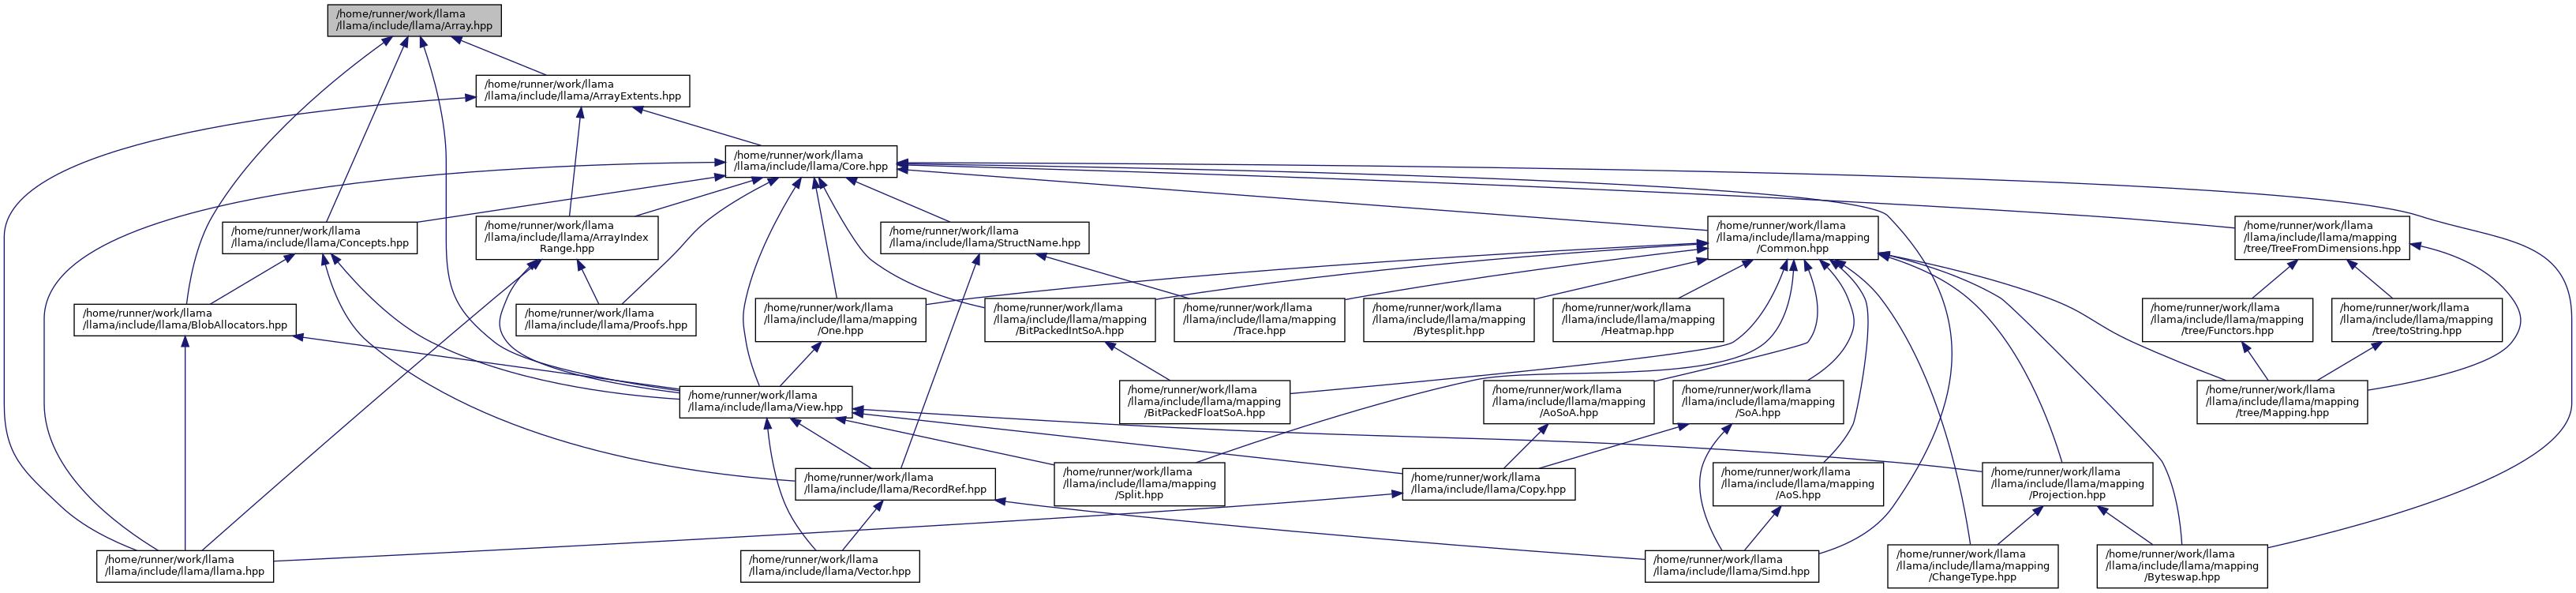 /home/runner/work/llama
/llama/include/llama/Array.hpp
/home/runner/work/llama
/llama/include/llama/ArrayExtents.hpp
/home/runner/work/llama
/llama/include/llama/Core.hpp
/home/runner/work/llama
/llama/include/llama/Concepts.hpp
/home/runner/work/llama
/llama/include/llama/ArrayIndex
Range.hpp
/home/runner/work/llama
/llama/include/llama/StructName.hpp
/home/runner/work/llama
/llama/include/llama/mapping
/Common.hpp
/home/runner/work/llama
/llama/include/llama/mapping
/tree/TreeFromDimensions.hpp
/home/runner/work/llama
/llama/include/llama/BlobAllocators.hpp
/home/runner/work/llama
/llama/include/llama/Proofs.hpp
/home/runner/work/llama
/llama/include/llama/mapping
/One.hpp
/home/runner/work/llama
/llama/include/llama/mapping
/BitPackedIntSoA.hpp
/home/runner/work/llama
/llama/include/llama/mapping
/Trace.hpp
/home/runner/work/llama
/llama/include/llama/mapping
/Bytesplit.hpp
/home/runner/work/llama
/llama/include/llama/mapping
/Heatmap.hpp
/home/runner/work/llama
/llama/include/llama/mapping
/tree/Functors.hpp
/home/runner/work/llama
/llama/include/llama/mapping
/tree/toString.hpp
/home/runner/work/llama
/llama/include/llama/View.hpp
/home/runner/work/llama
/llama/include/llama/mapping
/BitPackedFloatSoA.hpp
/home/runner/work/llama
/llama/include/llama/mapping
/AoSoA.hpp
/home/runner/work/llama
/llama/include/llama/mapping
/SoA.hpp
/home/runner/work/llama
/llama/include/llama/mapping
/tree/Mapping.hpp
/home/runner/work/llama
/llama/include/llama/RecordRef.hpp
/home/runner/work/llama
/llama/include/llama/mapping
/Split.hpp
/home/runner/work/llama
/llama/include/llama/Copy.hpp
/home/runner/work/llama
/llama/include/llama/mapping
/AoS.hpp
/home/runner/work/llama
/llama/include/llama/mapping
/Projection.hpp
/home/runner/work/llama
/llama/include/llama/llama.hpp
/home/runner/work/llama
/llama/include/llama/Vector.hpp
/home/runner/work/llama
/llama/include/llama/Simd.hpp
/home/runner/work/llama
/llama/include/llama/mapping
/ChangeType.hpp
/home/runner/work/llama
/llama/include/llama/mapping
/Byteswap.hpp